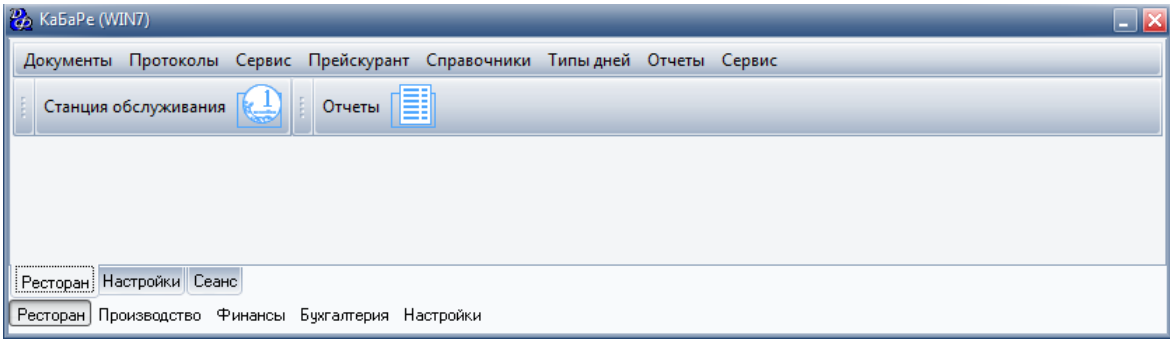 КаБаРе (WIN7)
Документы Протоколы Сервис Прейскурант Справочники Типы дней Отчеты Сервис
Станция обслуживания 1 Отчеты
Ресторан Настройки Сеанс
Ресторан Производство Финансы Бухгалтерия Настройки